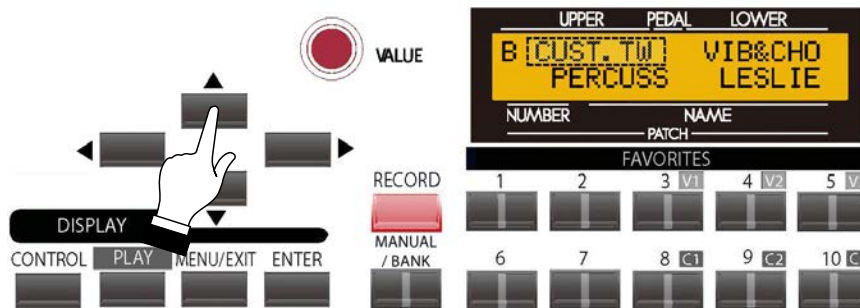 UPPER PEDAL LOWER
VALUE
B CUST. TW VIB&CHO
PERCUSS LESLIE
NUMBER NAME
PATCH
FAVORITES
RECORD 1 2 3 V1 4 V2 5
DISPLAY
MANUAL
/ BANK
CONTROL PLAY MENU/EXIT ENTER
6 7 8 C1 9 C2 10